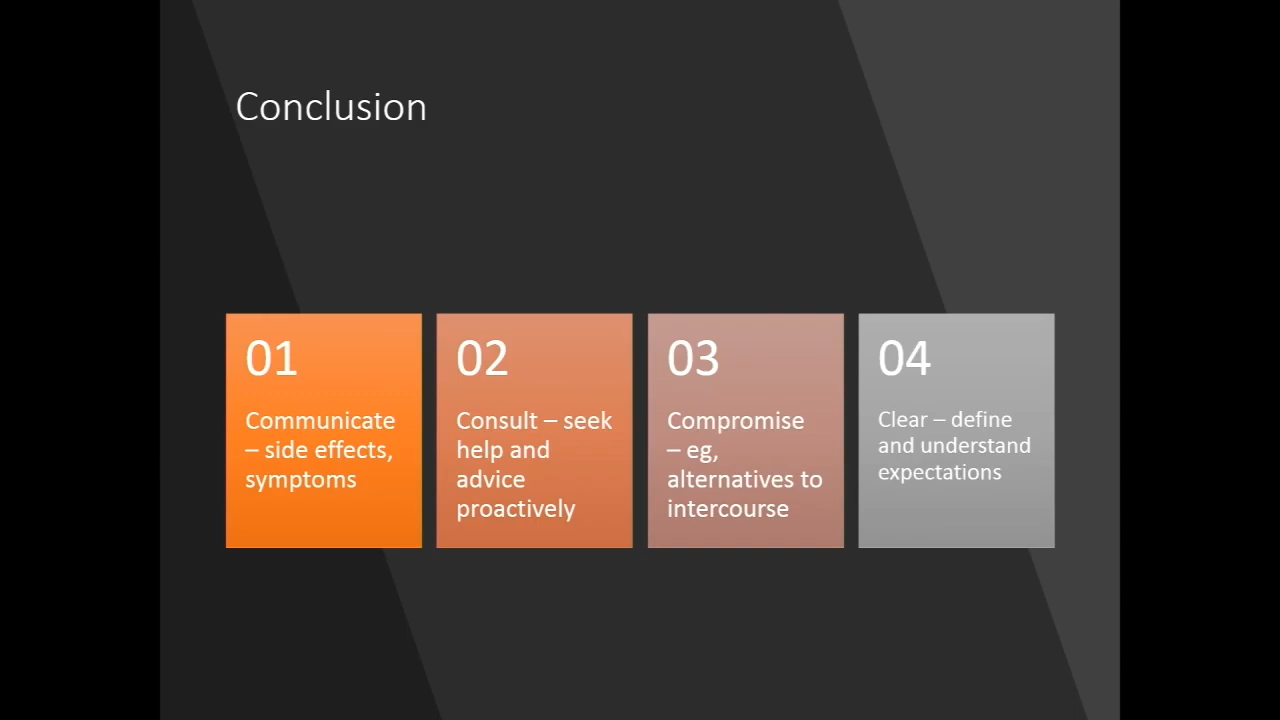 Conclusion
01
Communicate
– side effects,
symptoms
02
Consult – seek
help and
advice
proactively
03
Compromise
– eg,
alternatives to
intercourse
04
Clear – define
and understand
expectations